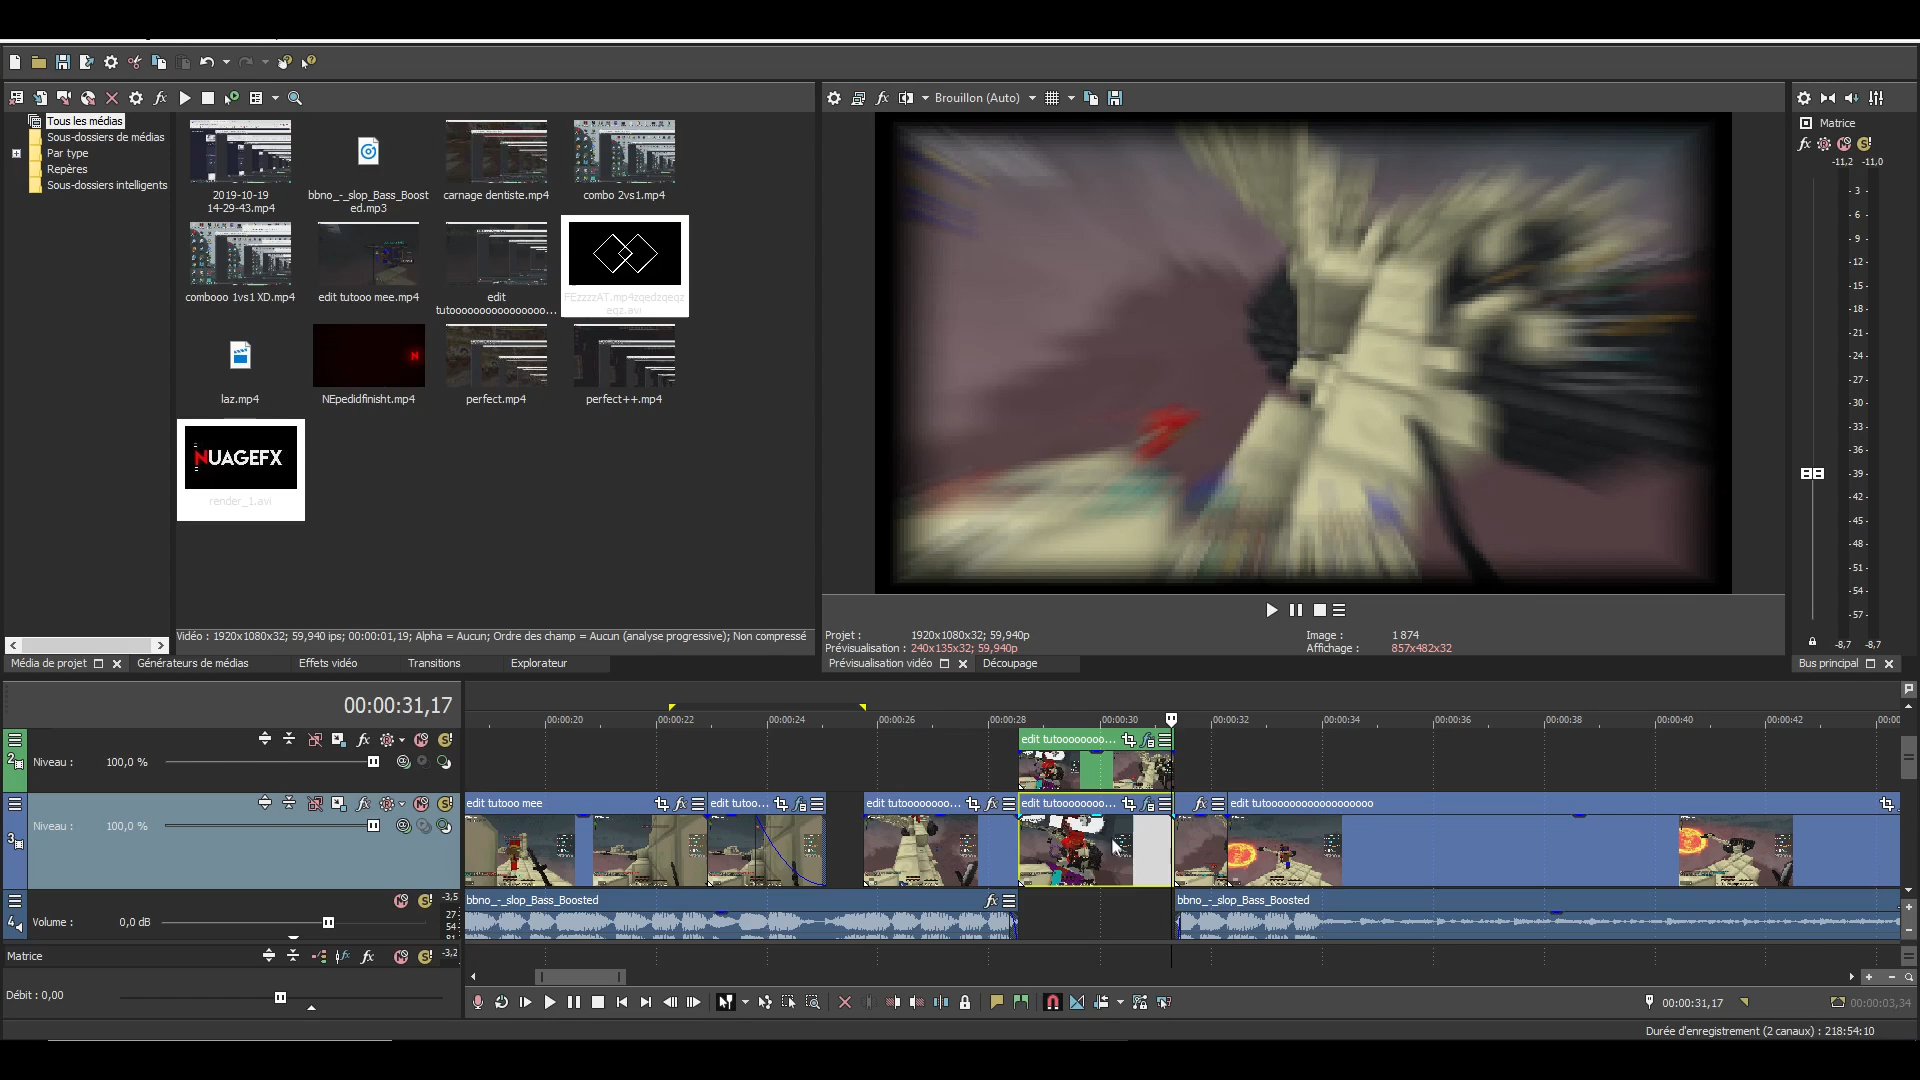 Brouillon (Auto)
Tous les médias
Sous-dossiers de médias
Par type
Repères
Sous-dossiers intelligents
2019-10-19
14-29-43.mp4
bbno_-_slop_Bass_Boost
ed.mp3
carnage dentiste.mp4
combo 2vs1.mp4
combooo 1vs1 XD.mp4
edit tutooo mee.mp4
edit
tutoooooooooooooooo...
FEzzzzAT.mp4zqedzqeqz
eqz.avi
laz.mp4
NEpedidfinisht.mp4
perfect.mp4
perfect++.mp4
NUAGEFX
render_1.avi
Matrice
-11,2 -11,0
- 3 -
- 6 -
- 9 -
- 12 -
- 15 -
- 18 -
- 21 -
- 24 -
- 27 -
- 30 -
- 33 -
- 36 -
- 39 -
- 42 -
- 45 -
- 48 -
- 51 -
- 54 -
- 57 -
-8,7 -8,7
Vidéo : 1920x1080x32; 59,940 ips; 00:00:01,19; Alpha = Aucun; Ordre des champ = Aucun (analyse progressive); Non compressé
Projet : 1920x1080x32; 59,940p
Prévisualisation : 240x135x32; 59,940p
Image : 1 874
Affichage : 857x482x32
Média de projet
Générateurs de médias
Effets vidéo
Transitions
Explorateur
Prévisualisation vidéo
Découpage
Bus principal
00:00:31,17
00:00:20 00:00:22 00:00:24 00:00:26 00:00:28 00:00:30 00:00:32 00:00:34 00:00:36 00:00:38 00:00:40 00:00:42
2
Niveau : 100,0 %
edit tutoooooooo...
3
Niveau : 100,0 %
edit tutooo mee
edit tutoo...
edit tutoooooooo...
edit tutoooooooo...
edit tutoooooooooooooooooo
4
Volume : 0,0 dB
-3,5
27
54
bbno_-_slop_Bass_Boosted
bbno_-_slop_Bass_Boosted
Matrice
-3,2
Débit : 0,00
00:00:31,17
00:00:03,34
Durée d'enregistrement (2 canaux) : 218:54:10